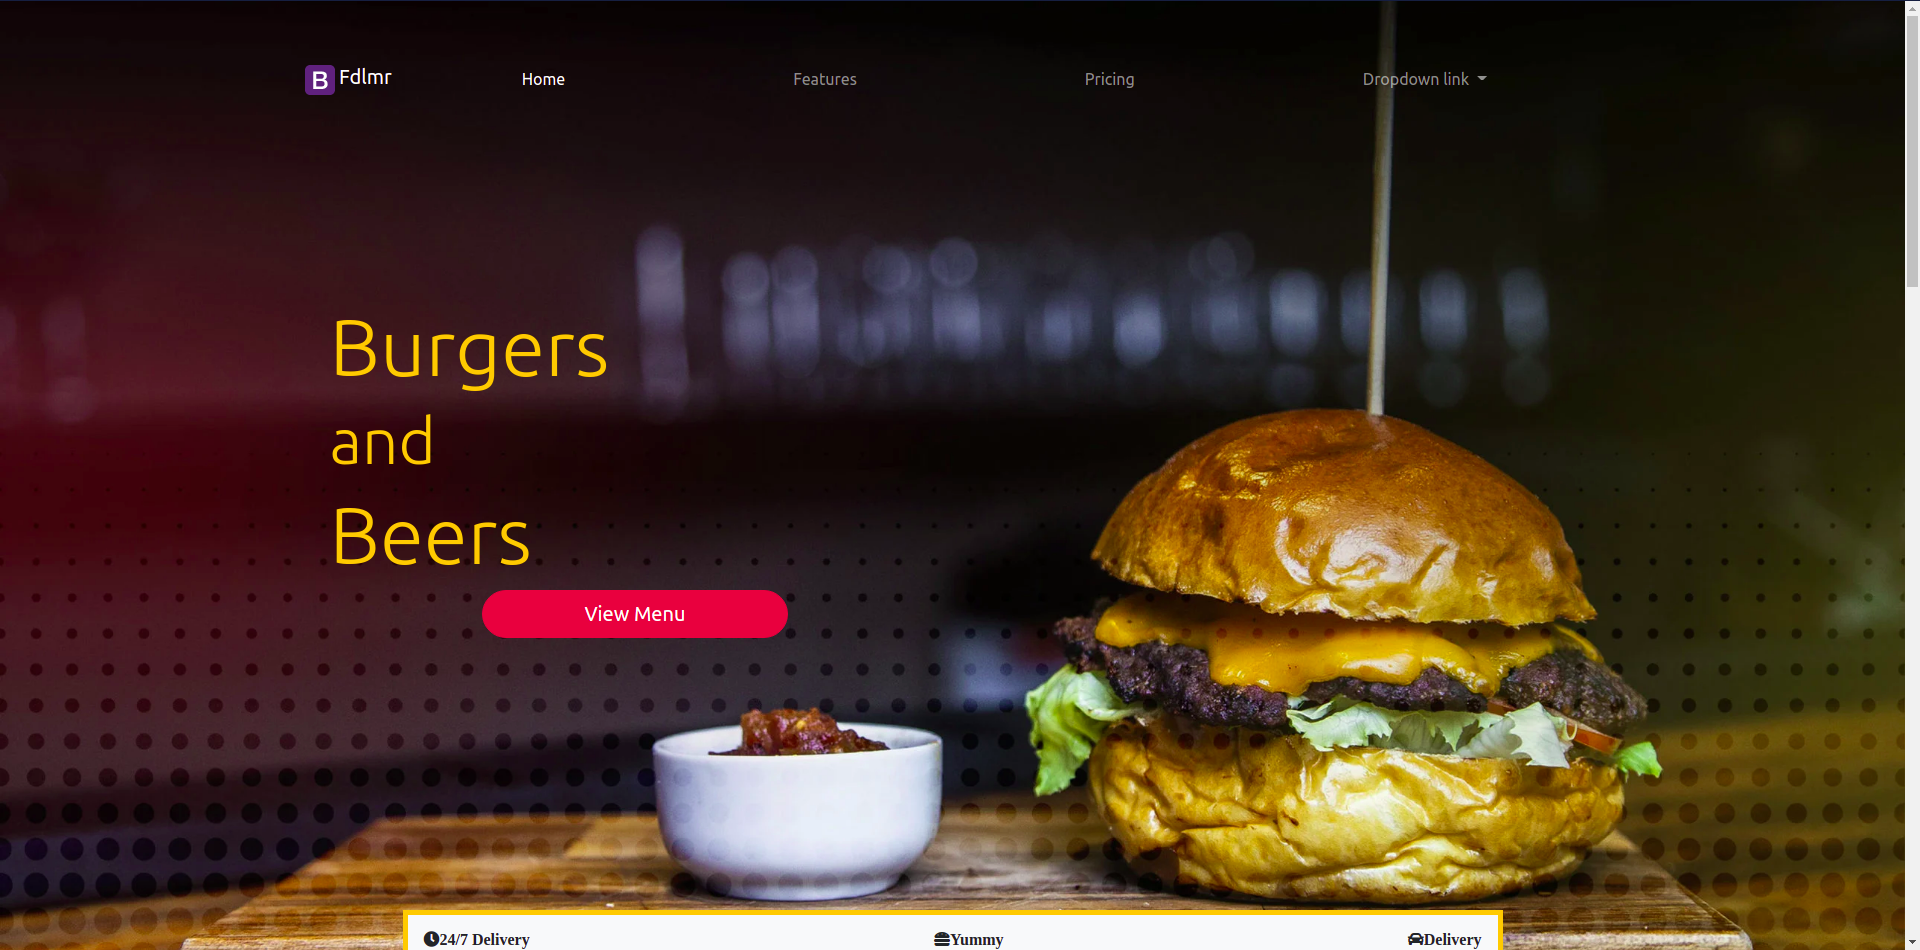 B Fdlmr Home Features Pricing Dropdown link
Burgers
and
Beers
View Menu
24/7 Delivery Yummy Delivery